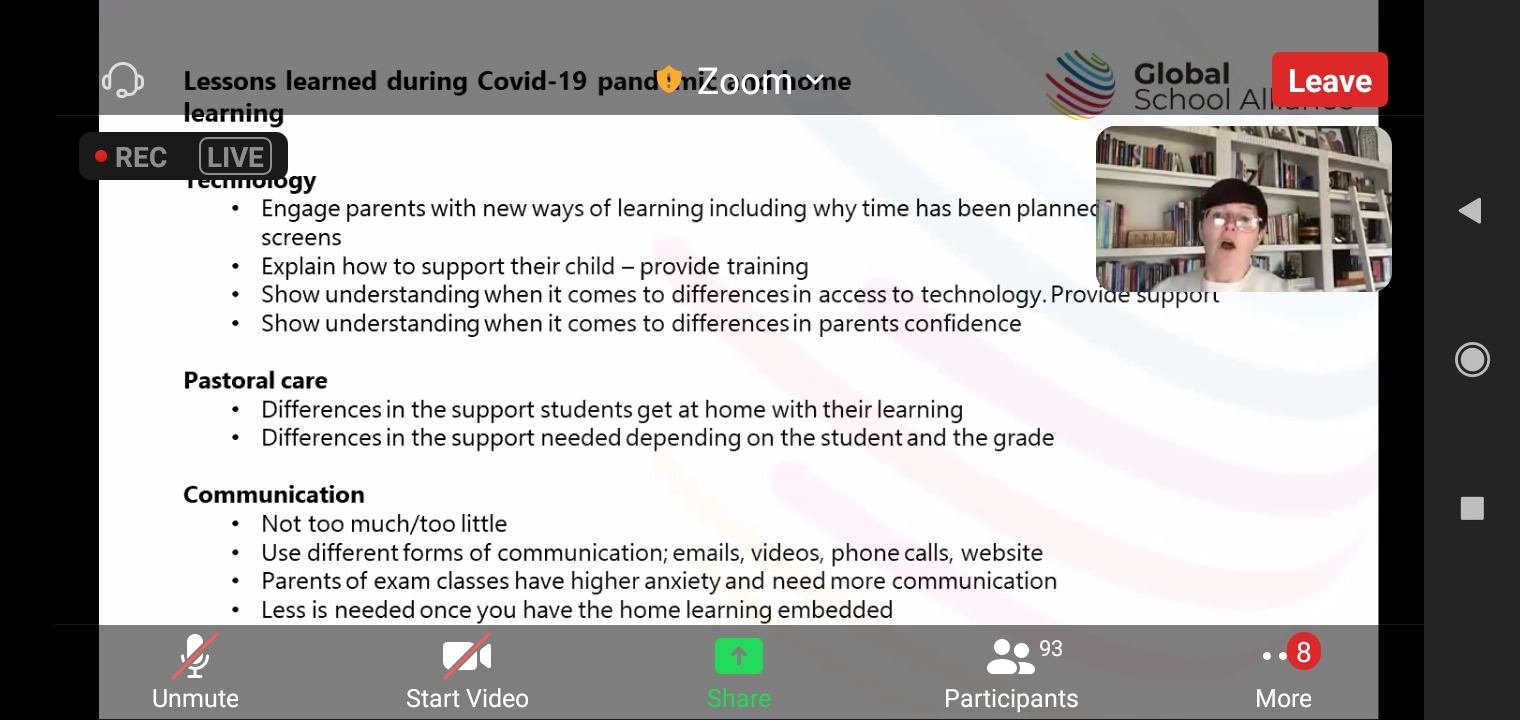 Lessons learned during Covid-19 pandemic and home
learning
Zoom
Global
School Alliance
Leave
REC LIVE
Technology
• Engage parents with new ways of learning including why time has been planned
screens
• Explain how to support their child – provide training
• Show understanding when it comes to differences in access to technology. Provide support
• Show understanding when it comes to differences in parents confidence
Pastoral care
• Differences in the support students get at home with their learning
• Differences in the support needed depending on the student and the grade
Communication
• Not too much/too little
• Use different forms of communication; emails, videos, phone calls, website
• Parents of exam classes have higher anxiety and need more communication
• Less is needed once you have the home learning embedded
93
8
Unmute
Start Video
Share
Participants
More